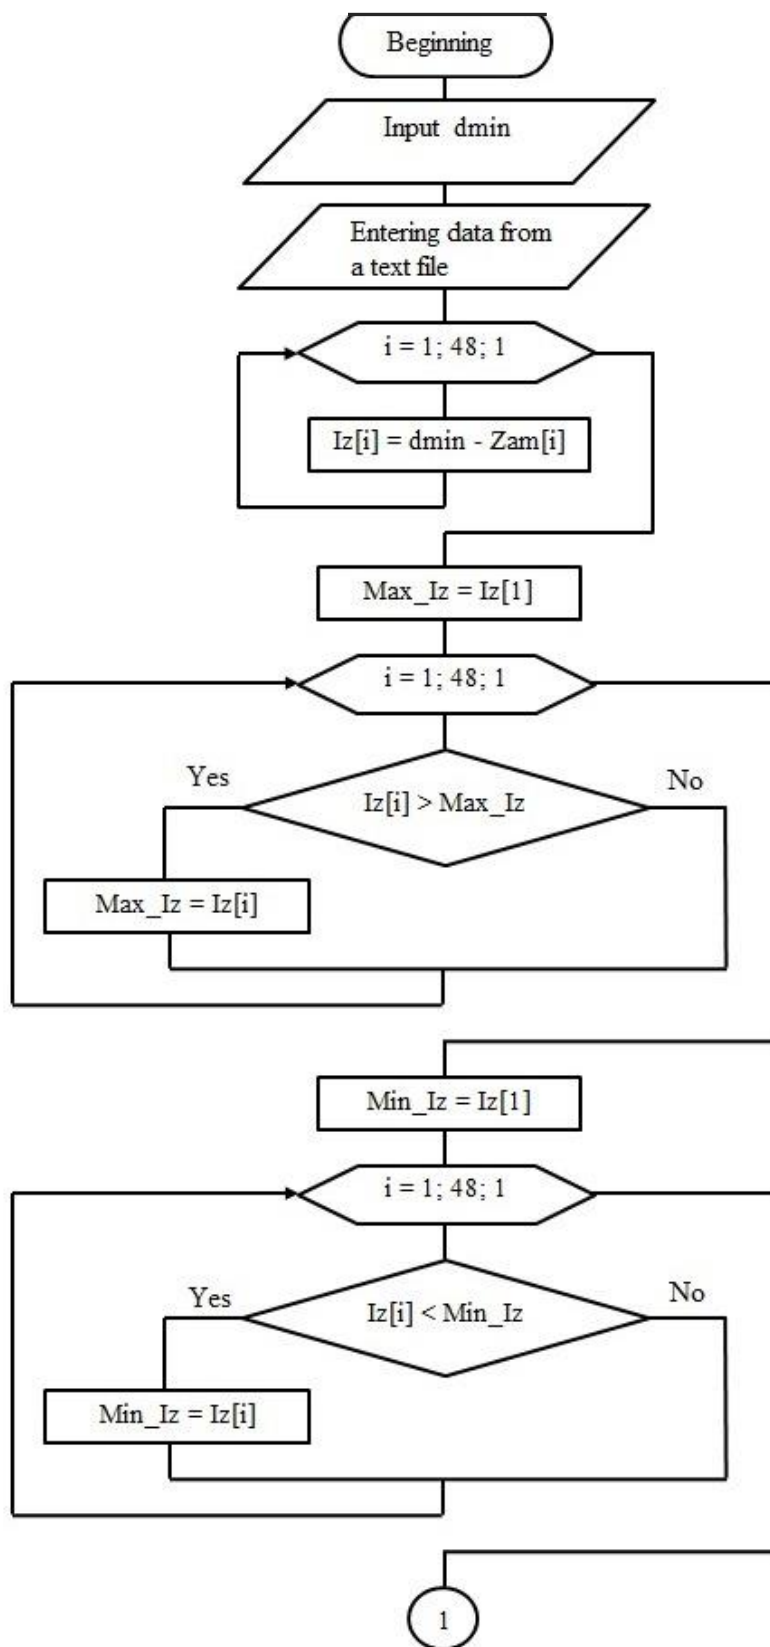 Beginning
Input dmin
Entering data from
a text file
i = 1; 48; 1
Iz[i] = dmin - Zam[i]
Max_Iz = Iz[1]
i = 1; 48; 1
Yes
Iz[i] > Max_Iz
No
Max_Iz = Iz[i]
Min_Iz = Iz[1]
i = 1; 48; 1
Yes
Iz[i] < Min_Iz
No
Min_Iz = Iz[i]
1